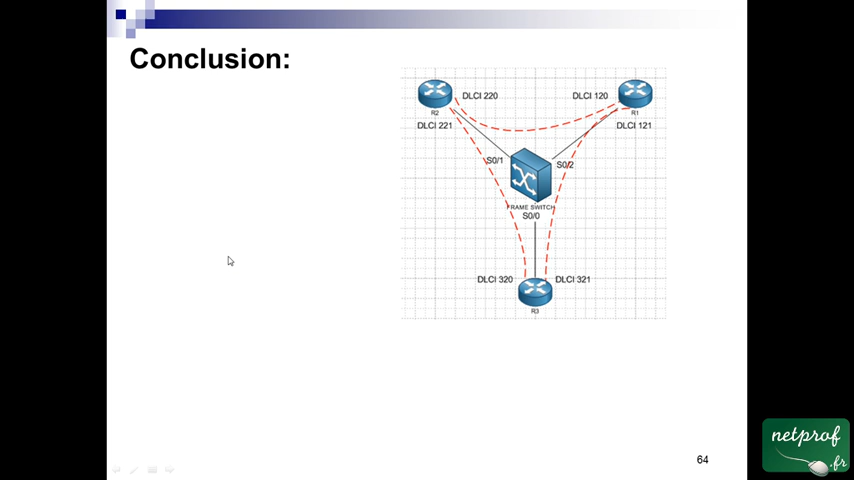 Conclusion:
DLCI 220
DLCI 120
R2
R1
DLCI 221
DLCI 121
S0/1
S0/2
FRAME SWITCH
S0/0
DLCI 320
DLCI 321
R3
64
netprof
.fr